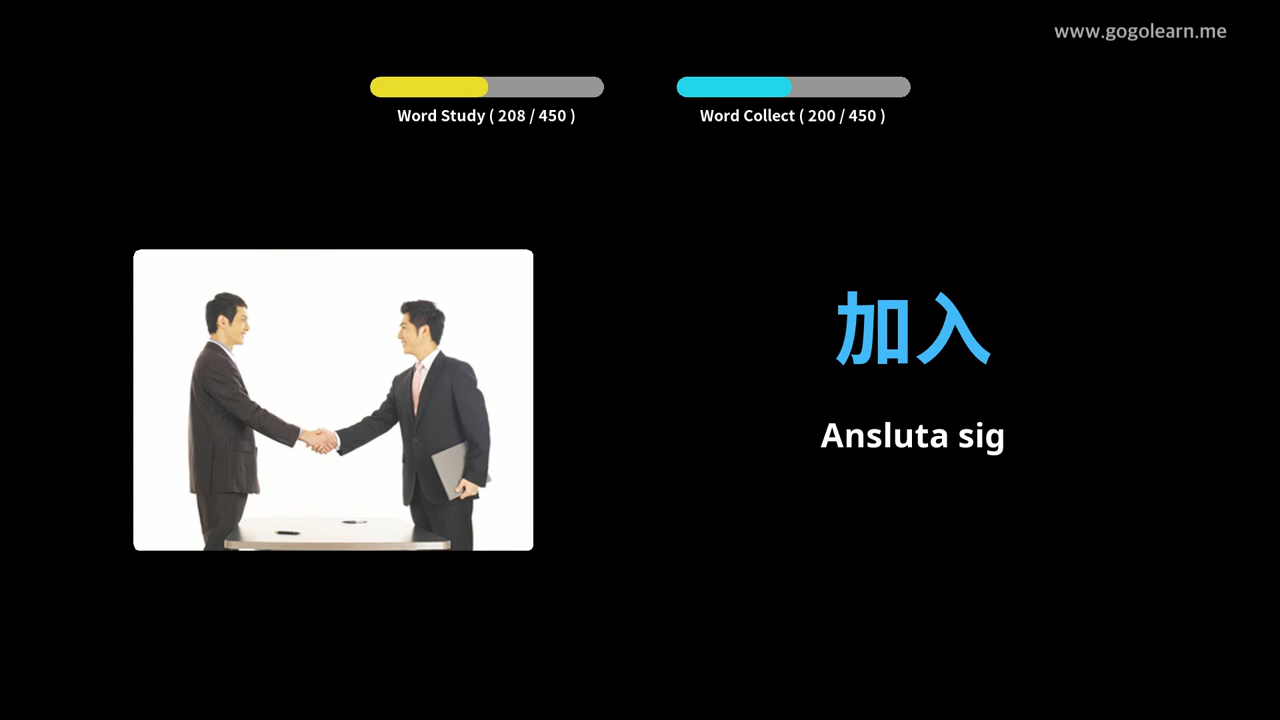 www.gogolearn.me
Word Study ( 208 / 450 )
Word Collect ( 200 / 450 )
加入
Ansluta sig